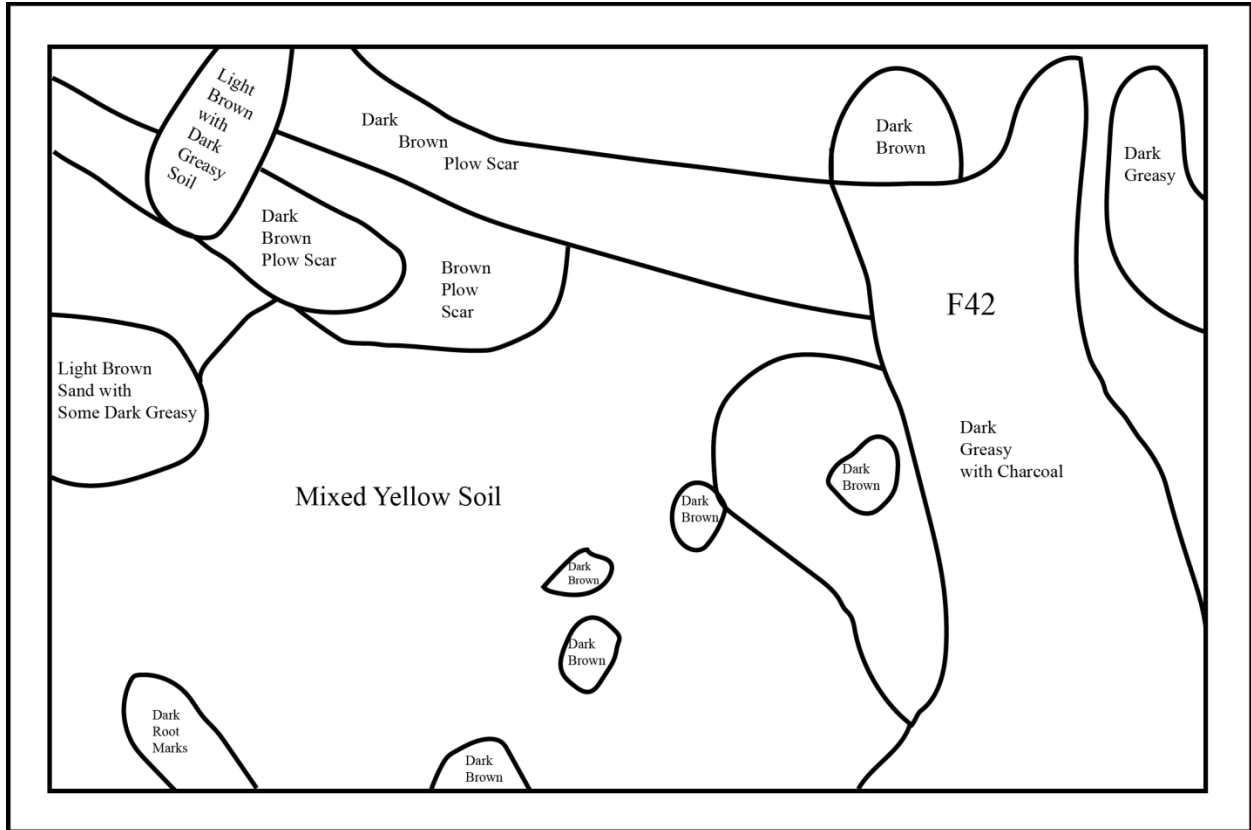 Light
Brown
with
Dark
Greasy
Soil
Dark
Brown
Plow Scar
Dark
Brown
Dark
Greasy
Dark
Brown
Plow Scar
Brown
Plow
Scar
F42
Light Brown
Sand with
Some Dark Greasy
Dark
Greasy
with Charcoal
Mixed Yellow Soil
Dark
Brown
Dark
Brown
Dark
Brown
Dark
Brown
Dark
Root
Marks
Dark
Brown